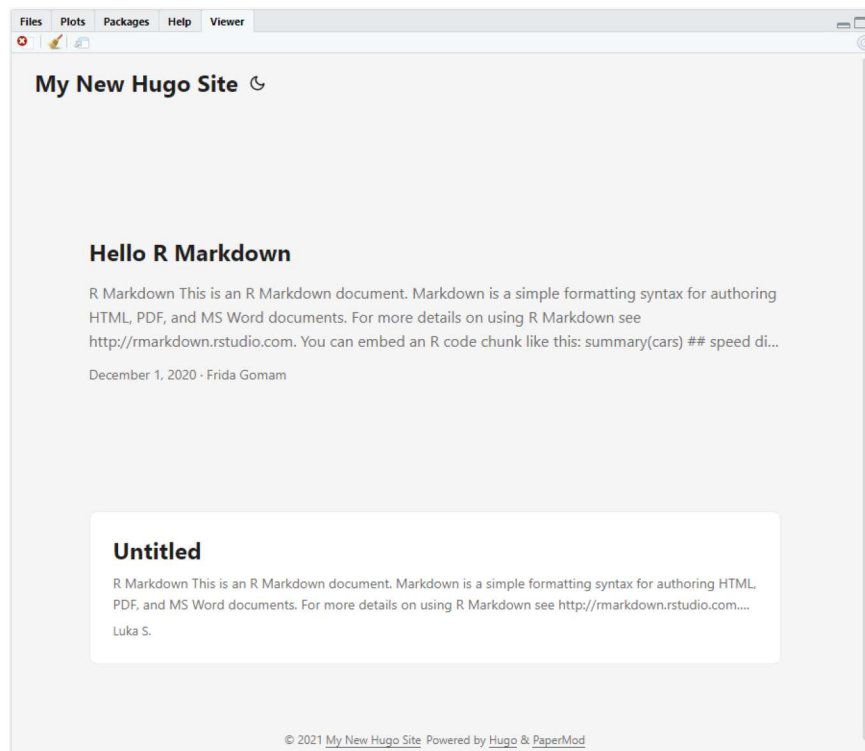 Files Plots Packages Help Viewer
My New Hugo Site
Hello R Markdown
R Markdown This is an R Markdown document. Markdown is a simple formatting syntax for authoring
HTML, PDF, and MS Word documents. For more details on using R Markdown see
http://rmarkdown.rstudio.com. You can embed an R code chunk like this: summary(cars) ## speed di...
December 1, 2020 · Frida Gomam
Untitled
R Markdown This is an R Markdown document. Markdown is a simple formatting syntax for authoring HTML,
PDF, and MS Word documents. For more details on using R Markdown see http://rmarkdown.rstudio.com....
Luka S.
© 2021 My New Hugo Site Powered by Hugo & PaperMod